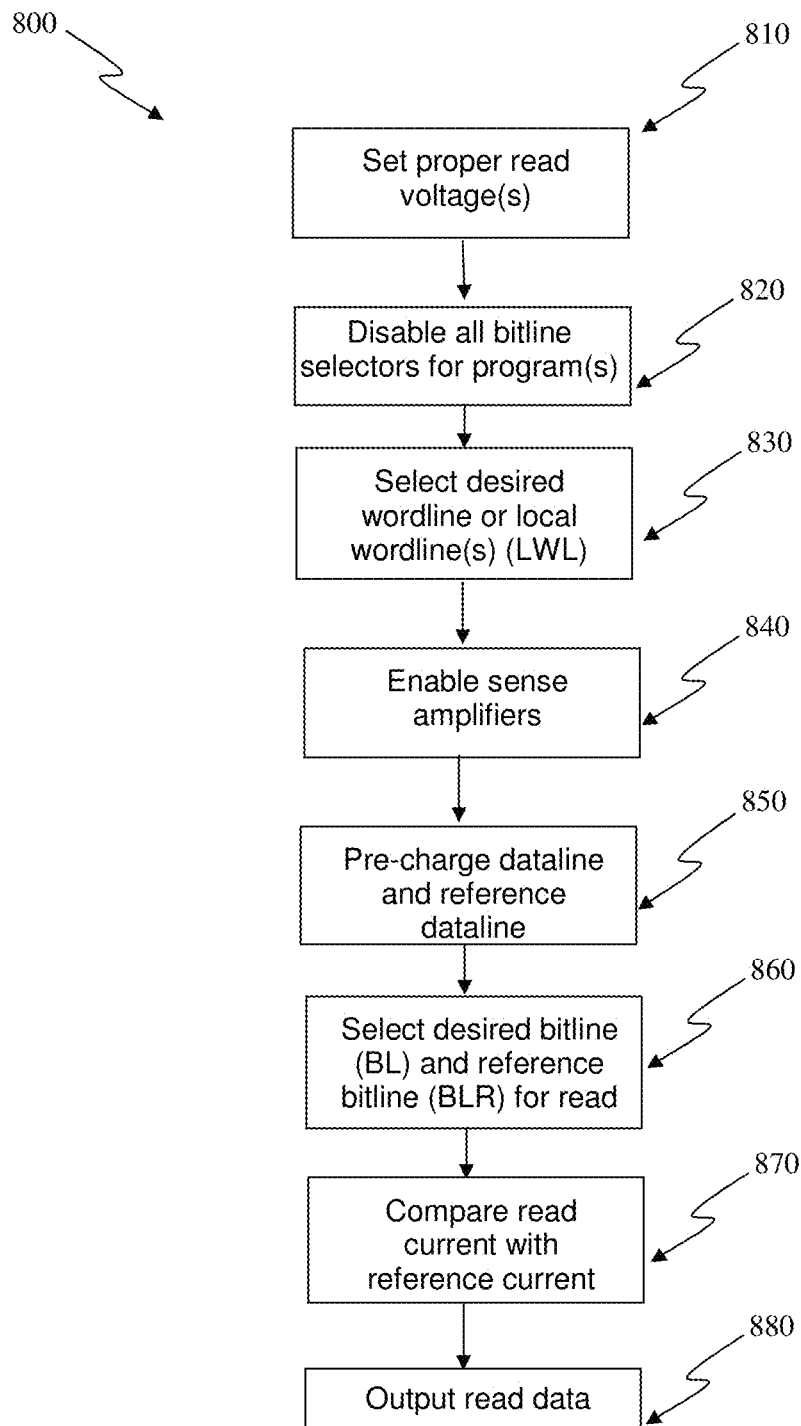 800
810
Set proper read
voltage(s)
820
Disable all bitline
selectors for program(s)
830
Select desired
wordline or local
wordline(s) (LWL)
840
Enable sense
amplifiers
850
Pre-charge dataline
and reference
dataline
860
Select desired bitline
(BL) and reference
bitline (BLR) for read
870
Compare read
current with
reference current
880
Output read data